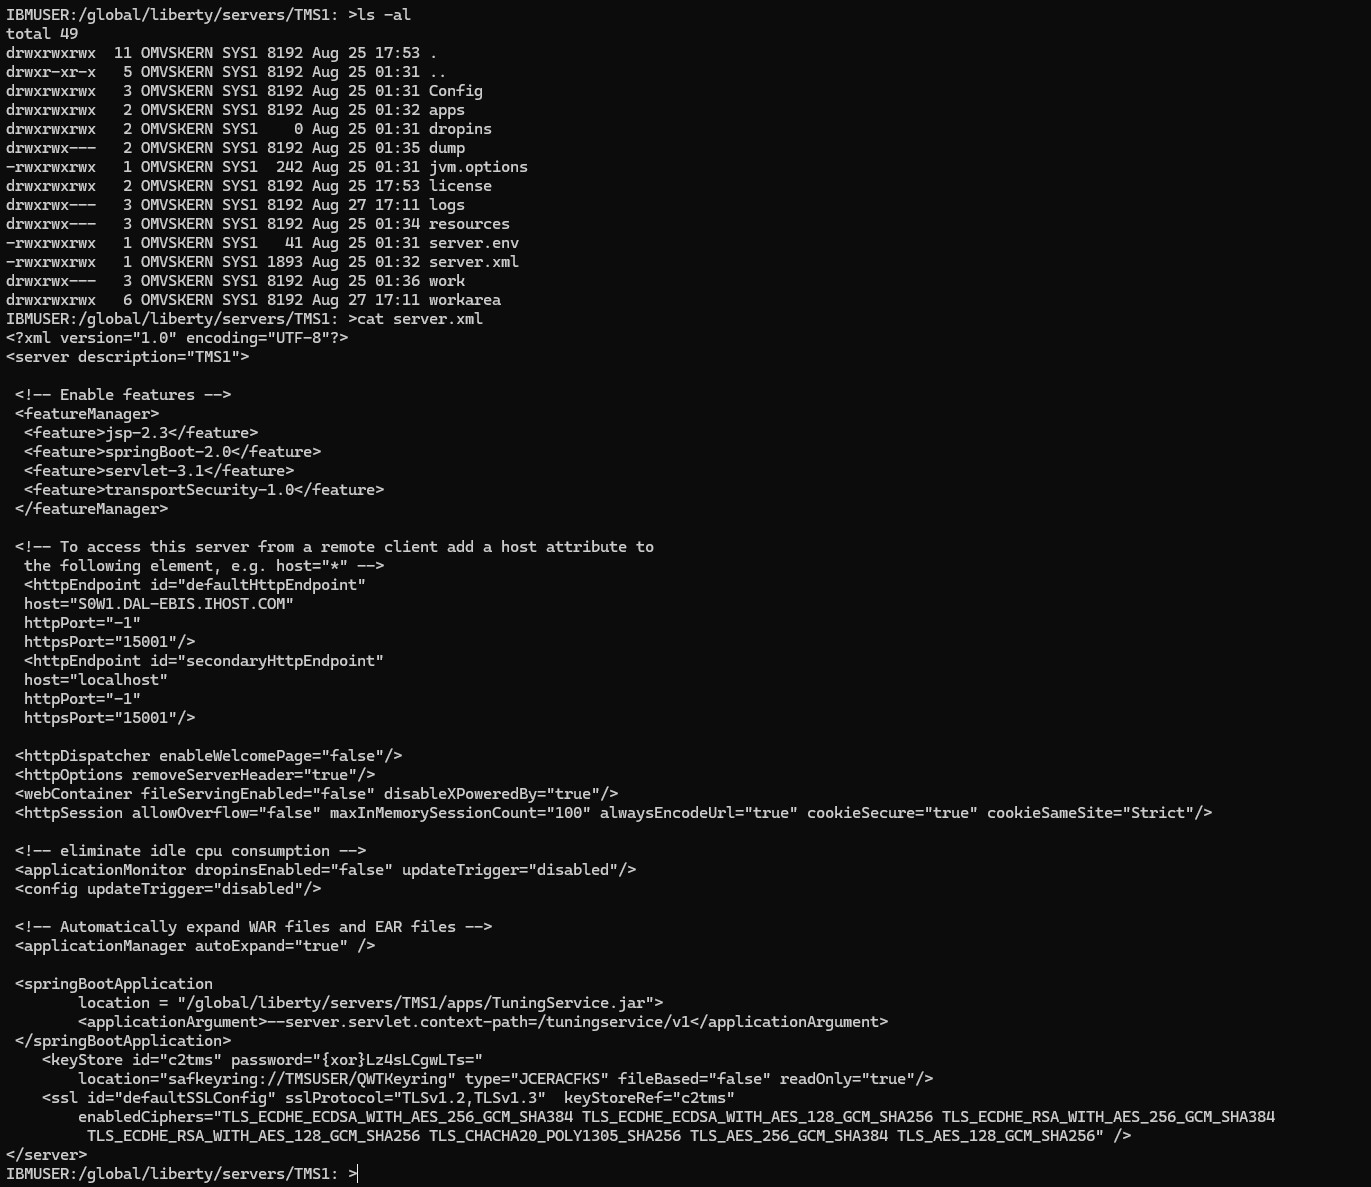 IBMUSER:/global/liberty/servers/TMS1: >ls -al
total 49
drwxrwxrwx  11 OMVSKERN SYS1 8192 Aug 25 17:53 .
drwxr-xr-x   5 OMVSKERN SYS1 8192 Aug 25 01:31 ..
drwxrwxrwx   3 OMVSKERN SYS1 8192 Aug 25 01:31 Config
drwxrwxrwx   2 OMVSKERN SYS1 8192 Aug 25 01:32 apps
drwxrwxrwx   2 OMVSKERN SYS1    0 Aug 25 01:31 dropins
drwxrwx---   2 OMVSKERN SYS1 8192 Aug 25 01:35 dump
-rwxrwxrwx   1 OMVSKERN SYS1  242 Aug 25 01:31 jvm.options
drwxrwxrwx   2 OMVSKERN SYS1 8192 Aug 25 17:53 license
drwxrwx---   3 OMVSKERN SYS1 8192 Aug 27 17:11 logs
drwxrwx---   3 OMVSKERN SYS1 8192 Aug 25 01:34 resources
-rwxrwxrwx   1 OMVSKERN SYS1   41 Aug 25 01:31 server.env
-rwxrwxrwx   1 OMVSKERN SYS1 1893 Aug 25 01:32 server.xml
drwxrwx---   3 OMVSKERN SYS1 8192 Aug 25 01:36 work
drwxrwxrwx   6 OMVSKERN SYS1 8192 Aug 27 17:11 workarea
IBMUSER:/global/liberty/servers/TMS1: >cat server.xml
<?xml version="1.0" encoding="UTF-8"?>
<server description="TMS1">

 <!-- Enable features -->
 <featureManager>
  <feature>jsp-2.3</feature>
  <feature>springBoot-2.0</feature>
  <feature>servlet-3.1</feature>
  <feature>transportSecurity-1.0</feature>
 </featureManager>

 <!-- To access this server from a remote client add a host attribute to
  the following element, e.g. host="*" -->
  <httpEndpoint id="defaultHttpEndpoint"
  host="S0W1.DAL-EBIS.IHOST.COM"
  httpPort="-1"
  httpsPort="15001"/>
  <httpEndpoint id="secondaryHttpEndpoint"
  host="localhost"
  httpPort="-1"
  httpsPort="15001"/>

 <httpDispatcher enableWelcomePage="false"/>
 <httpOptions removeServerHeader="true"/>
 <webContainer fileServingEnabled="false" disableXPoweredBy="true"/>
 <httpSession allowOverflow="false" maxInMemorySessionCount="100" alwaysEncodeUrl="true" cookieSecure="true" cookieSameSite="Strict"/>

 <!-- eliminate idle cpu consumption -->
 <applicationMonitor dropinsEnabled="false" updateTrigger="disabled"/>
 <config updateTrigger="disabled"/>

 <!-- Automatically expand WAR files and EAR files -->
 <applicationManager autoExpand="true" />

 <springBootApplication
        location = "/global/liberty/servers/TMS1/apps/TuningService.jar">
        <applicationArgument>--server.servlet.context-path=/tuningservice/v1</applicationArgument>
 </springBootApplication>
    <keyStore id="c2tms" password="{xor}Lz4sLCgwLTs="
        location="safkeyring://TMSUSER/QWTKeyring" type="JCERACFKS" fileBased="false" readOnly="true"/>
    <ssl id="defaultSSLConfig" sslProtocol="TLSv1.2,TLSv1.3"  keyStoreRef="c2tms"
        enabledCiphers="TLS_ECDHE_ECDSA_WITH_AES_256_GCM_SHA384 TLS_ECDHE_ECDSA_WITH_AES_128_GCM_SHA256 TLS_ECDHE_RSA_WITH_AES_256_GCM_SHA384
         TLS_ECDHE_RSA_WITH_AES_128_GCM_SHA256 TLS_CHACHA20_POLY1305_SHA256 TLS_AES_256_GCM_SHA384 TLS_AES_128_GCM_SHA256" />
</server>
IBMUSER:/global/liberty/servers/TMS1: >